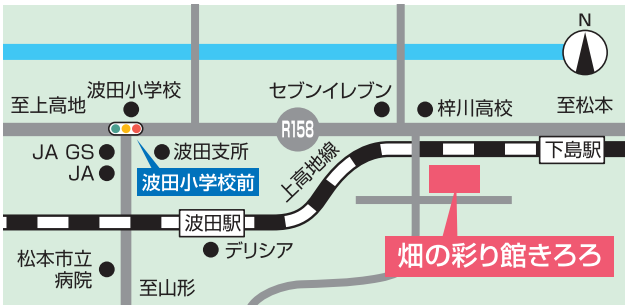 N
波田小学校
セブンイレブン
至上高地
梓川高校
至松本
R158
JA GS
波田支所
上高地線
下島駅
JA
波田小学校前
波田駅
畑の彩り館きろろ
デリシア
松本市立
病院
至山形